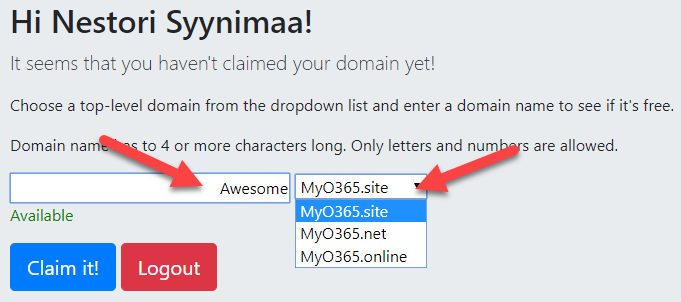 Hi Nestori Syynimaa!
It seems that you haven't claimed your domain yet!
Choose a top-level domain from the dropdown list and enter a domain name to see if it's free.
Domain name has to 4 or more characters long. Only letters and numbers are allowed.
Awesome MyO365.site
Available MyO365.site
MyO365.net
MyO365.online
Claim it! Logout